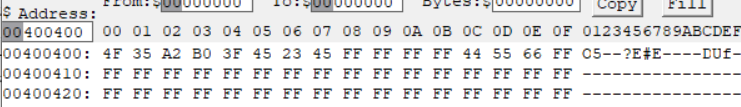 From:$00000000 To:$00000000 Bytes:$00000000 Copy Fill
$ Address:
00400400 00 01 02 03 04 05 06 07 08 09 0A 0B 0C 0D 0E 0F 0123456789ABCDEF
00400400: 4F 35 A2 B0 3F 45 23 45 FF FF FF FF 44 55 66 FF O5--?E#E----DUf-
00400410: FF FF FF FF FF FF FF FF FF FF FF FF FF FF FF FF ----------------
00400420: FF FF FF FF FF FF FF FF FF FF FF FF FF FF FF FF ----------------